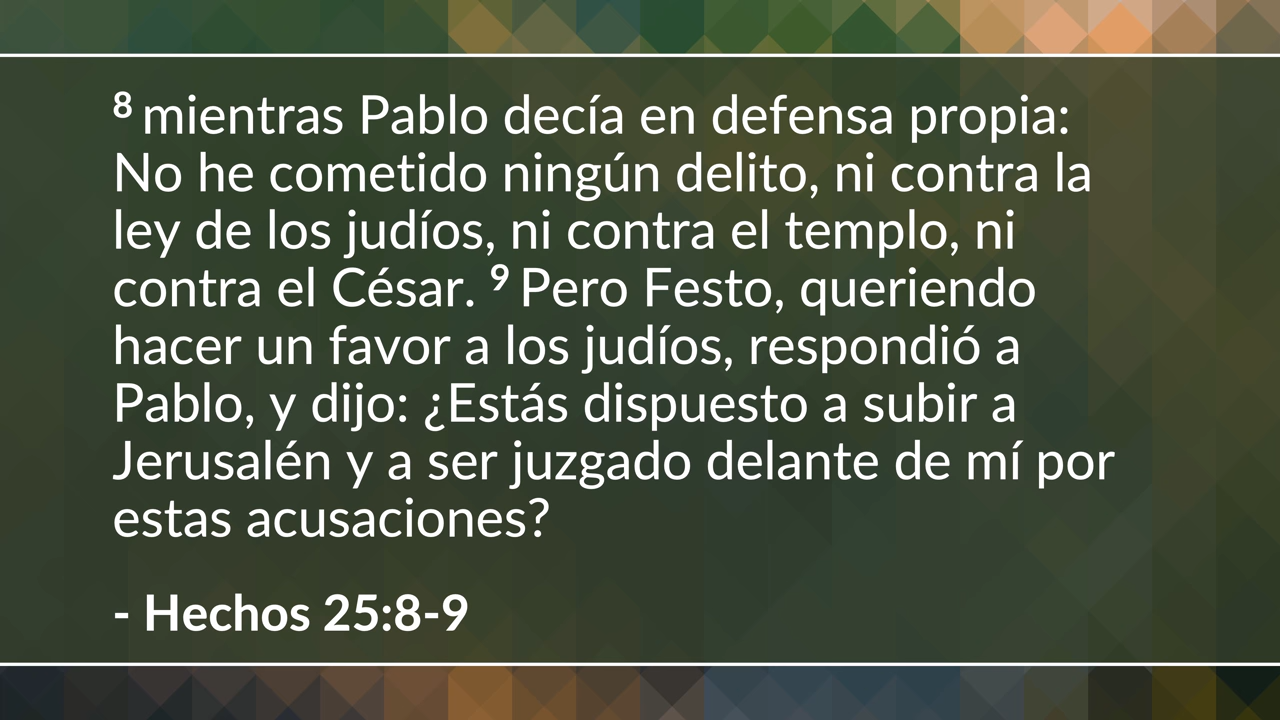 8 mientras Pablo decía en defensa propia:
No he cometido ningún delito, ni contra la
ley de los judíos, ni contra el templo, ni
contra el César. 9 Pero Festo, queriendo
hacer un favor a los judíos, respondió a
Pablo, y dijo: ¿Estás dispuesto a subir a
Jerusalén y a ser juzgado delante de mí por
estas acusaciones?
- Hechos 25:8-9